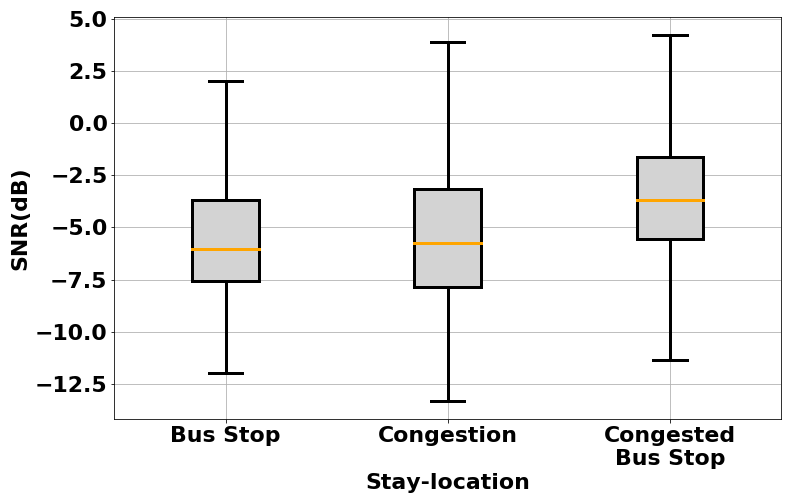 5.0
2.5
0.0
−2.5
−5.0
−7.5
−10.0
−12.5
SNR(dB)
Bus Stop
Congestion
Congested
Bus Stop
Stay-location